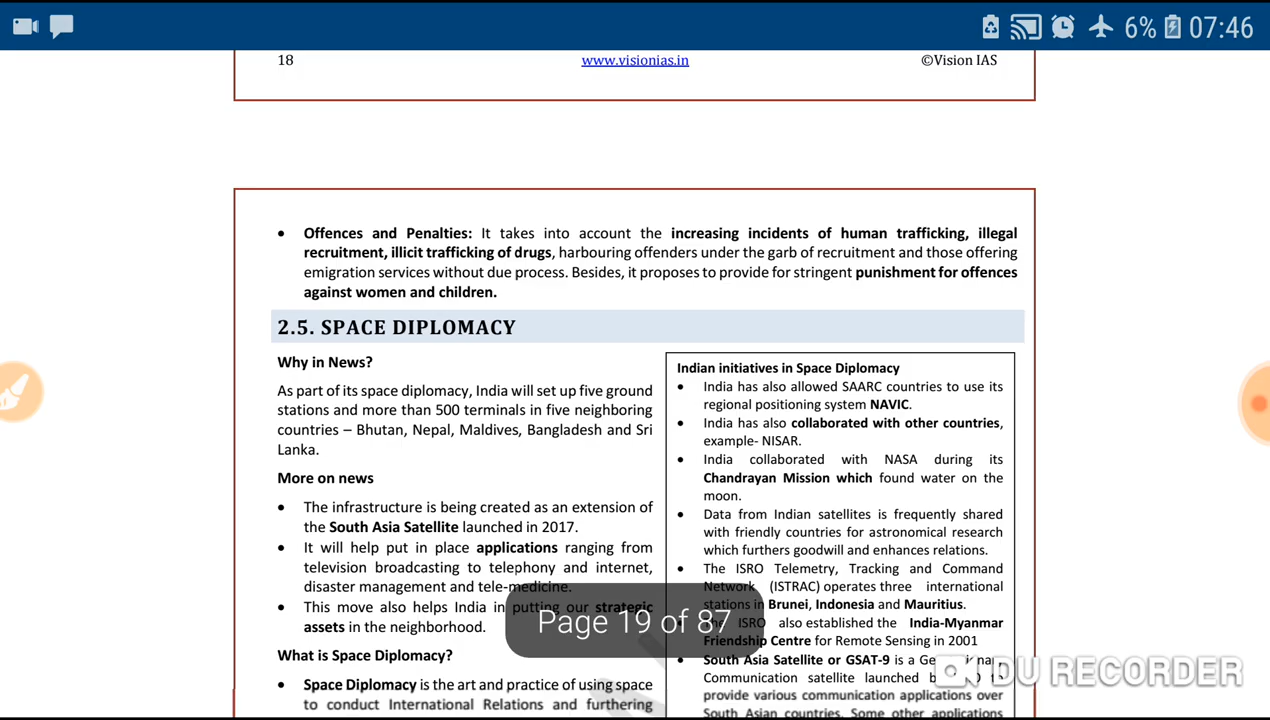 6% 07:46
18 www.visionias.in ©Vision IAS
• Offences and Penalties: It takes into account the increasing incidents of human trafficking, illegal
recruitment, illicit trafficking of drugs, harbouring offenders under the garb of recruitment and those offering
emigration services without due process. Besides, it proposes to provide for stringent punishment for offences
against women and children.
2.5. SPACE DIPLOMACY
Why in News?
As part of its space diplomacy, India will set up five ground
stations and more than 500 terminals in five neighboring
countries – Bhutan, Nepal, Maldives, Bangladesh and Sri
Lanka.
More on news
• The infrastructure is being created as an extension of
the South Asia Satellite launched in 2017.
• It will help put in place applications ranging from
television broadcasting to telephony and internet,
disaster management and tele-medicine.
• This move also helps India in putting our strategic
assets in the neighborhood.
What is Space Diplomacy?
• Space Diplomacy is the art and practice of using space
to conduct International Relations and furthering
Indian initiatives in Space Diplomacy
• India has also allowed SAARC countries to use its
regional positioning system NAVIC.
• India has also collaborated with other countries,
example- NISAR.
• India collaborated with NASA during its
Chandrayan Mission which found water on the
moon.
• Data from Indian satellites is frequently shared
with friendly countries for astronomical research
which furthers goodwill and enhances relations.
• The ISRO Telemetry, Tracking and Command
Network (ISTRAC) operates three international
stations in Brunei, Indonesia and Mauritius.
ISRO also established the India-Myanmar
Friendship Centre for Remote Sensing in 2001
• South Asia Satellite or GSAT-9 is a
Communication satellite launched
provide various communication applications over
South Asian countries. Some other applications
Page 19 of 87
DU RECORDER